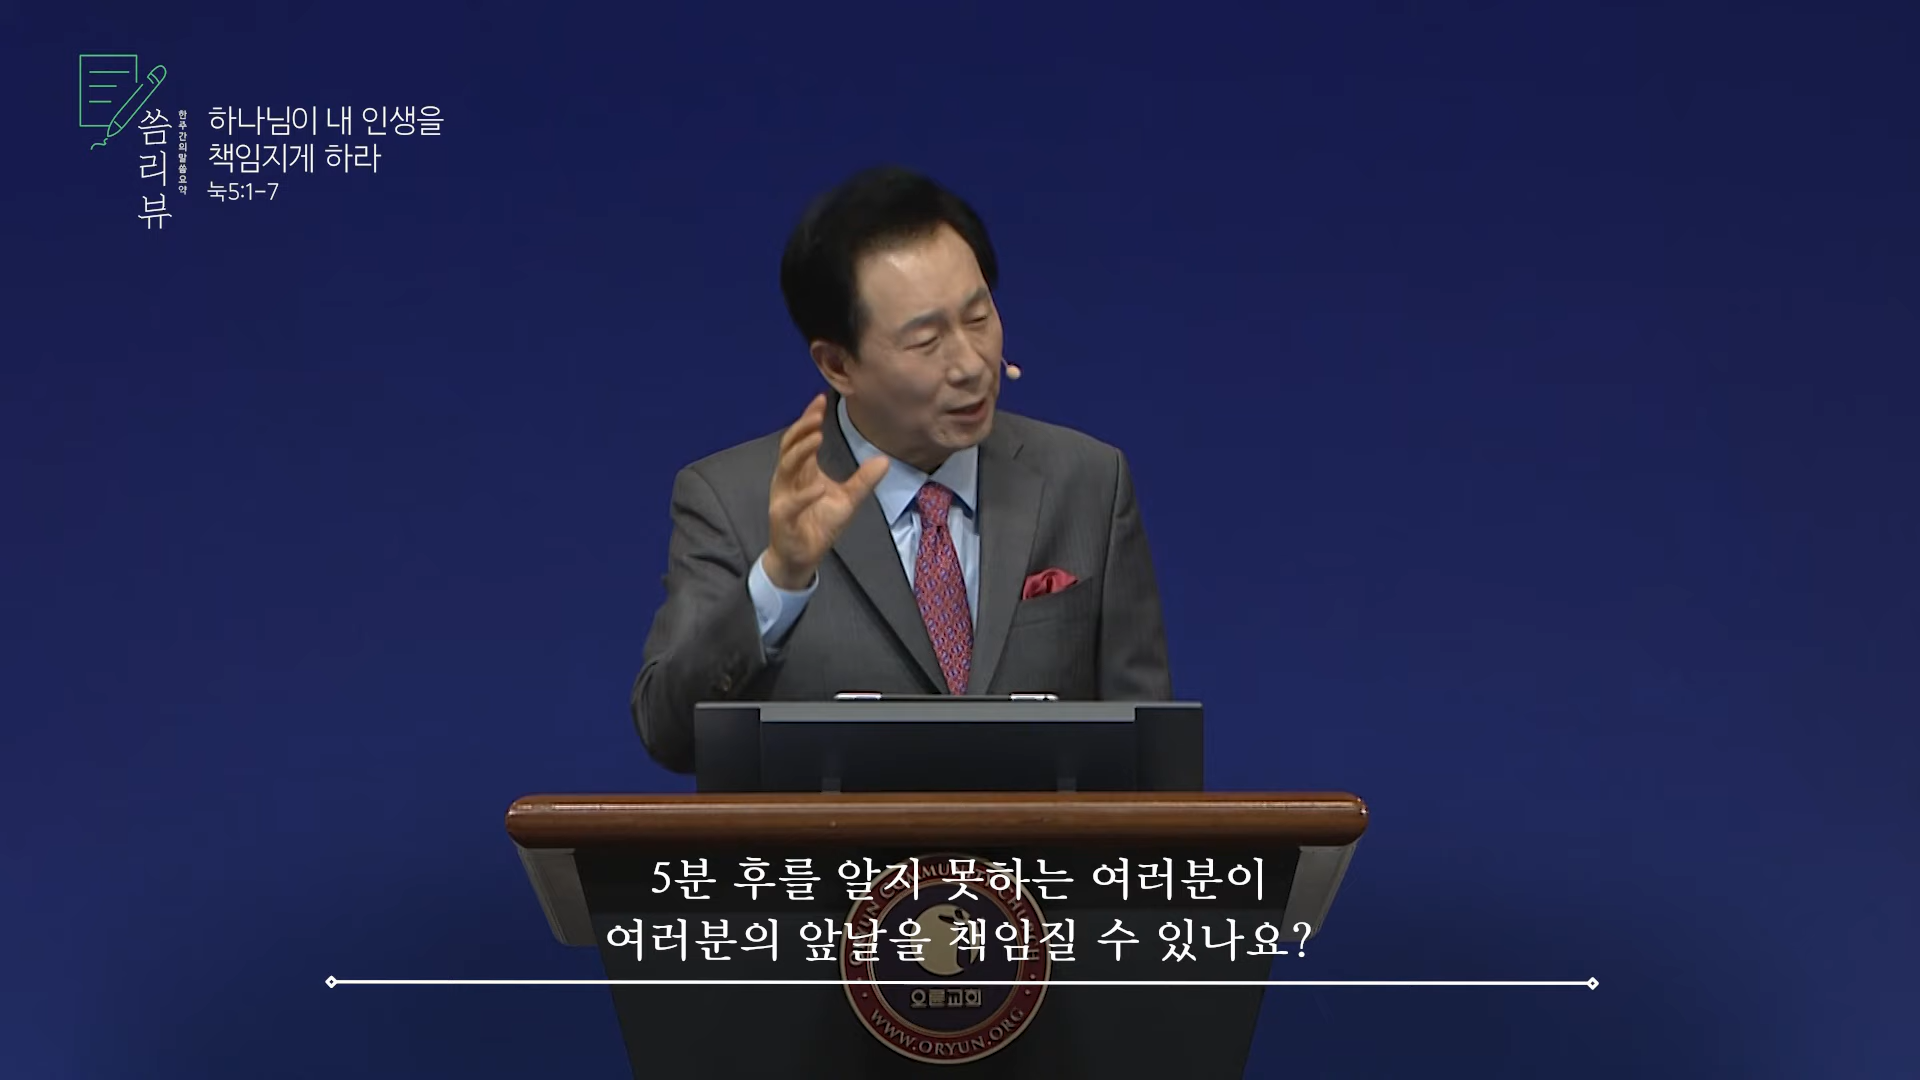 씀리뷰
한주간의말씀요약
하나님이 내 인생을
책임지게 하라
눅5:1-7
5분 후를 알지 못하는 여러분이
여러분의 앞날을 책임질 수 있나요?
ORYUN COMMUNITY CHURCH
오륜교회
WWW.ORYUN.ORG